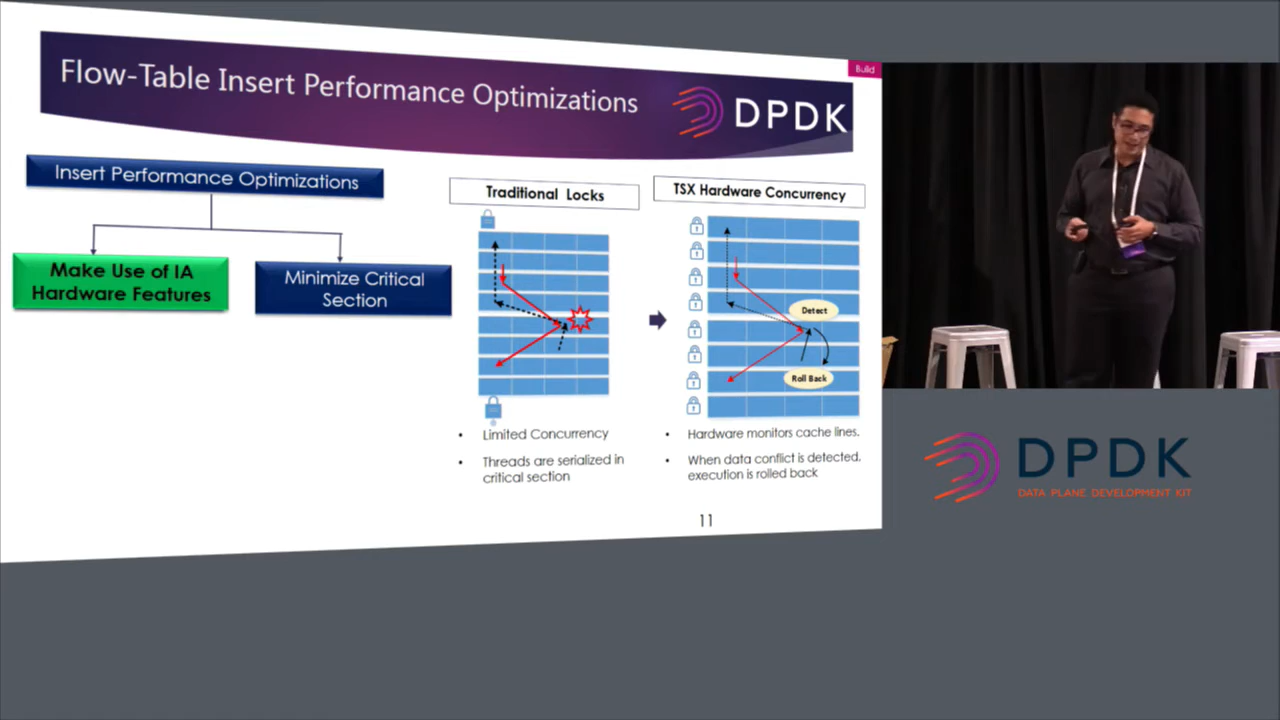 Flow-Table Insert Performance Optimizations
DPDK
Build
Insert Performance Optimizations
Make Use of IA
Hardware Features
Minimize Critical
Section
Traditional Locks
TSX Hardware Concurrency
Detect
Roll Back
• Limited Concurrency
• Threads are serialized in
critical section
• Hardware monitors cache lines.
• When data conflict is detected,
execution is rolled back
11
DPDK
DATA PLANE DEVELOPMENT KIT